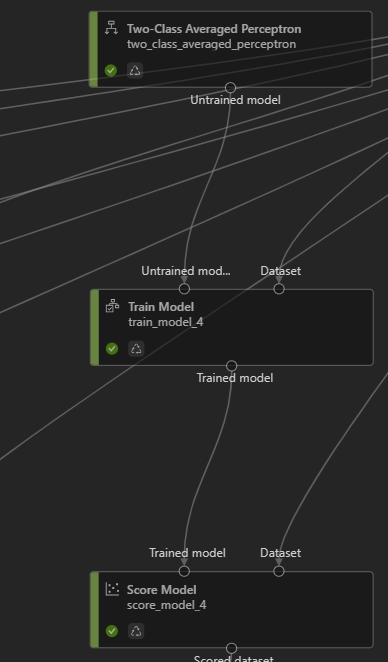 Two-Class Averaged Perceptron
two_class_averaged_perceptron
Untrained model
Untrained mod... Dataset
Train Model
train_model_4
Trained model
Trained model Dataset
Score Model
score_model_4
Scored dataset